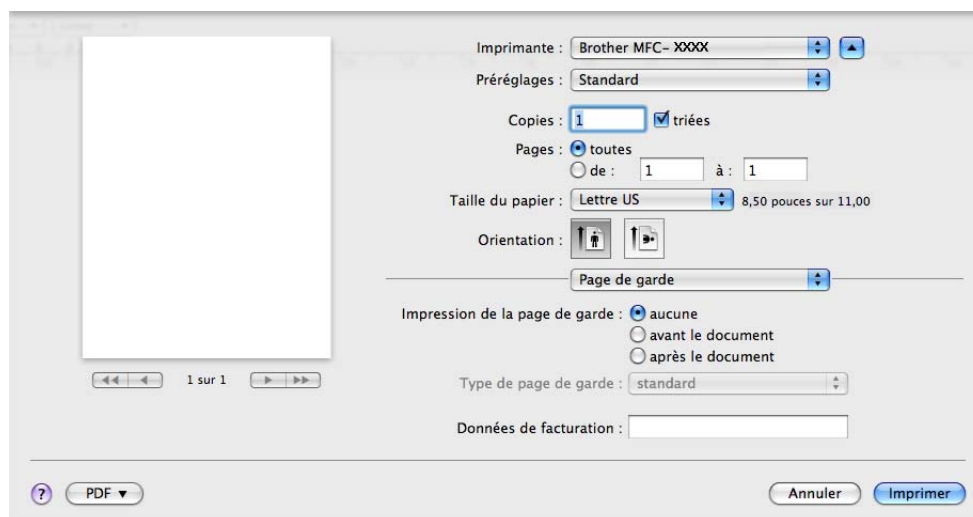 Imprimante : Brother MFC- XXXX
Préréglages : Standard
Copies : 1 triées
Pages : toutes
de : 1 à : 1
Taille du papier : Lettre US 8,50 pouces sur 11,00
Orientation :
Page de garde
Impression de la page de garde : aucune
avant le document
après le document
1 sur 1
Type de page de garde : standard
Données de facturation :
? PDF Annuler Imprimer